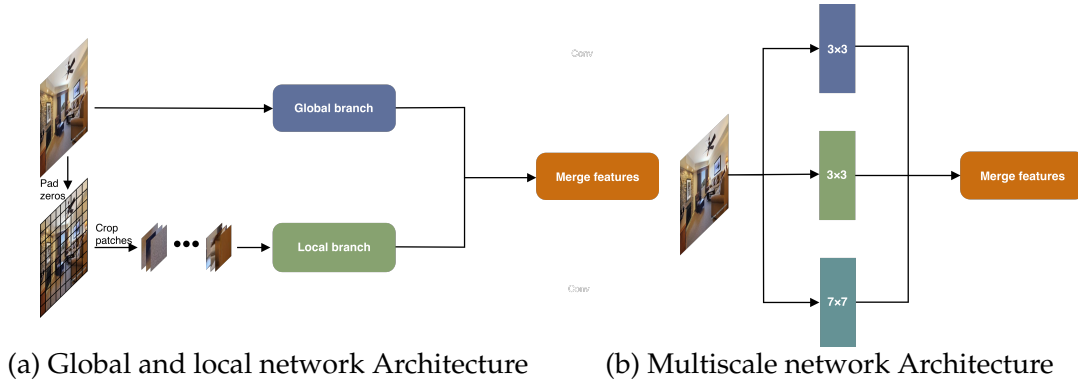 Global branch
Pad
zeros
Crop
patches
Local branch
Merge features
(a) Global and local network Architecture
Conv
Conv
3×3
3×3
7×7
Merge features
(b) Multiscale network Architecture